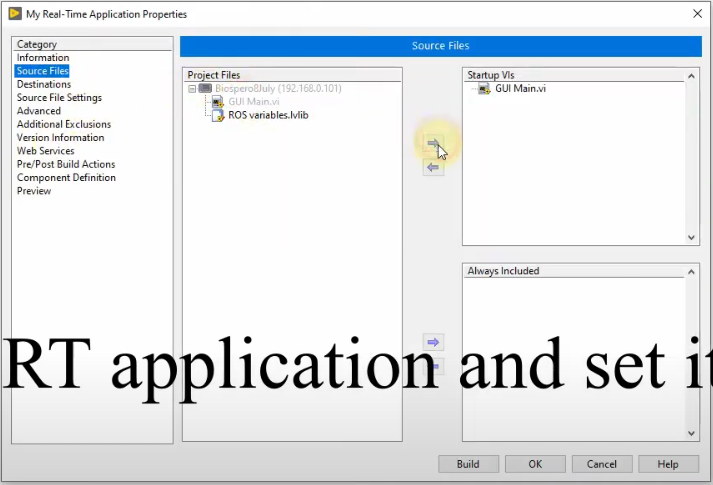 My Real-Time Application Properties
Category
Information
Source Files
Destinations
Source File Settings
Advanced
Additional Exclusions
Version Information
Web Services
Pre/Post Build Actions
Component Definition
Preview
Source Files
Project Files
Biospero8July (192.168.0.101)
GUI Main.vi
ROS variables.lvlib
Startup VIs
GUI Main.vi
Always Included
RT application and set it
Build
OK
Cancel
Help